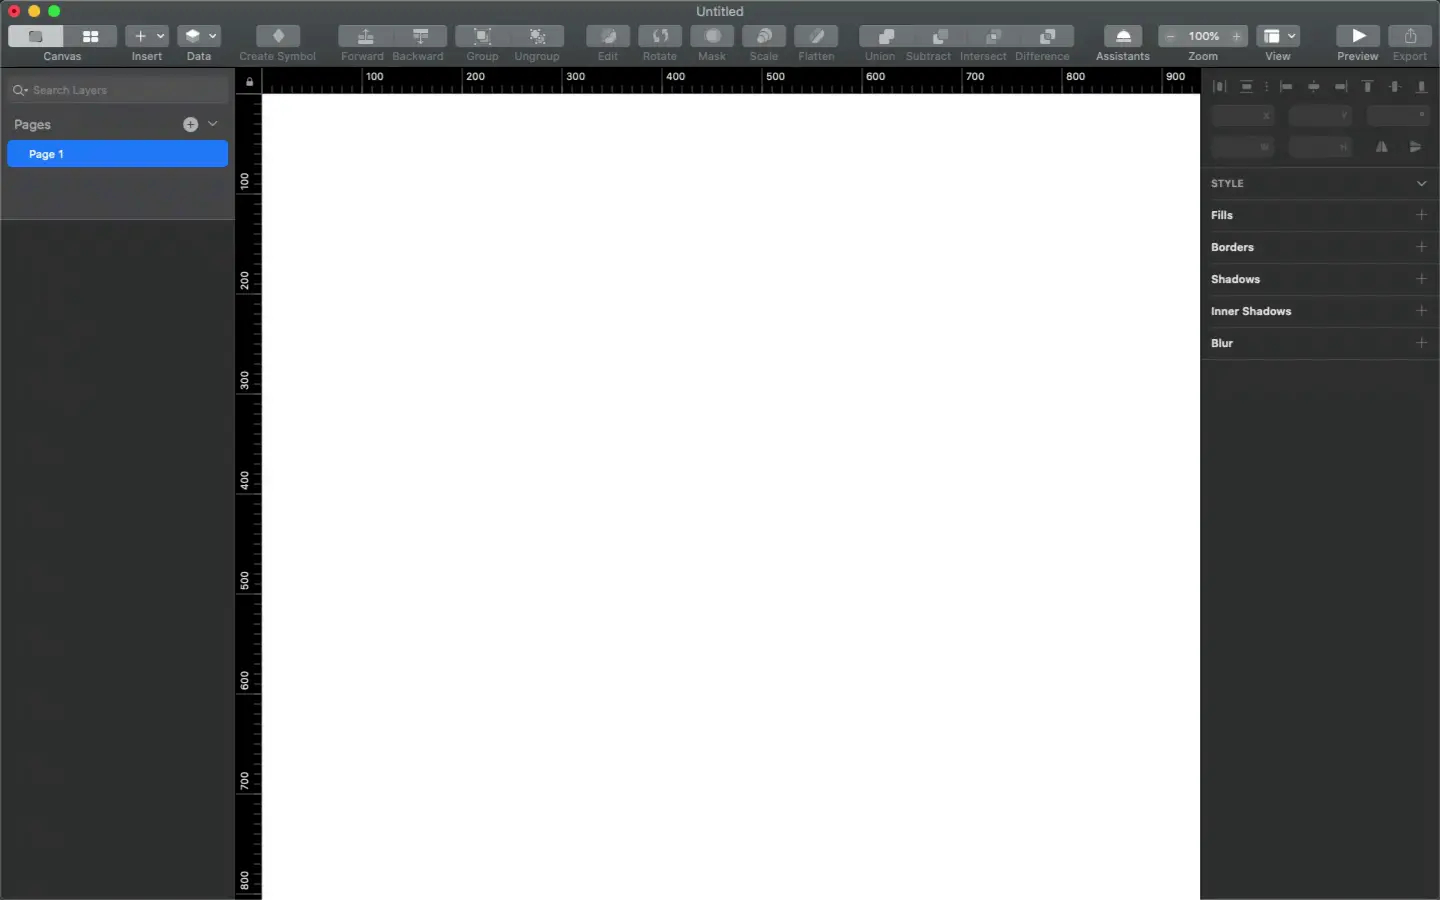 Untitled
100%
Canvas Insert Data Create Symbol Forward Backward Group Ungroup Edit Rotate Mask Scale Flatten Union Subtract Intersect Difference Assistants Zoom View Preview Export
Search Layers
Pages
Page 1
100 200 300 400 500 600 700 800 900
100
200
300
400
500
600
700
800
X Y °
W H
STYLE
Fills
Borders
Shadows
Inner Shadows
Blur